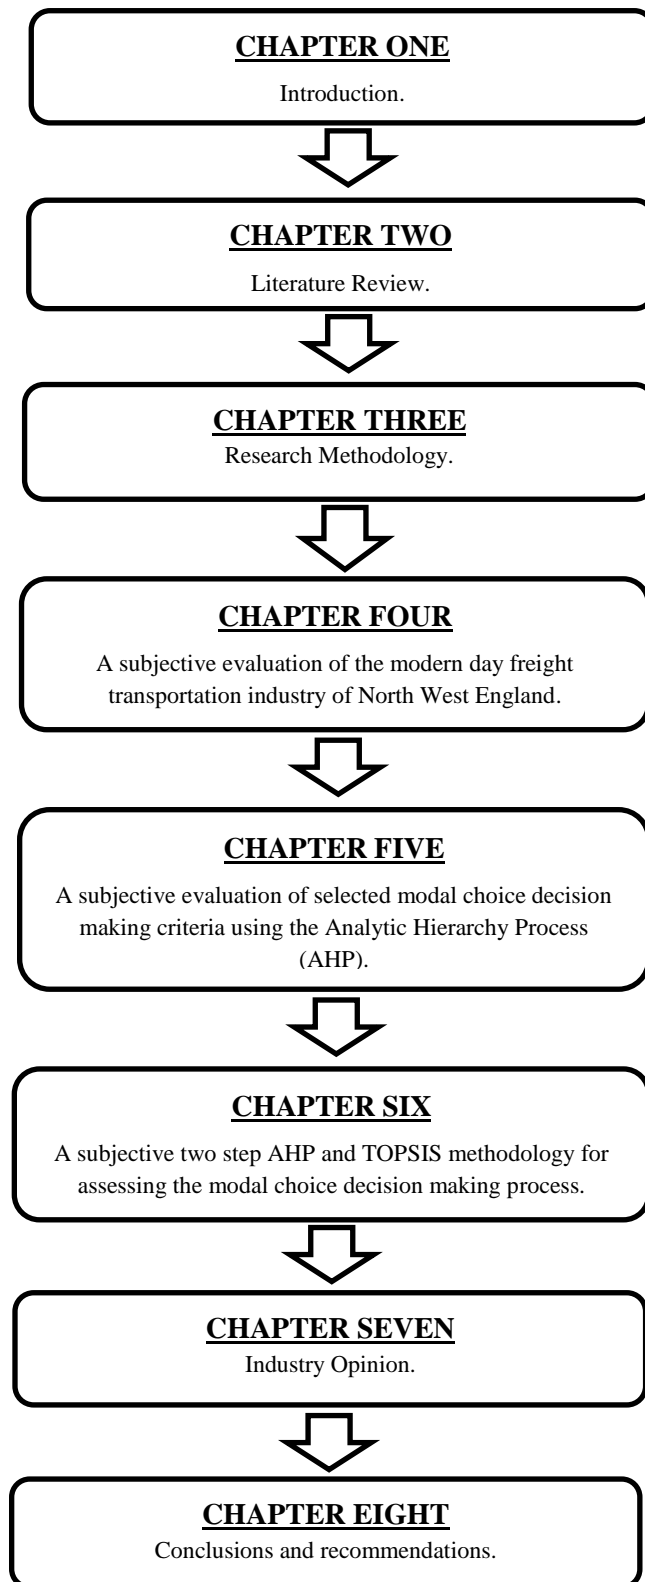 CHAPTER ONE
Introduction.
CHAPTER TWO
Literature Review.
CHAPTER THREE
Research Methodology.
CHAPTER FOUR
A subjective evaluation of the modern day freight
transportation industry of North West England.
CHAPTER FIVE
A subjective evaluation of selected modal choice decision
making criteria using the Analytic Hierarchy Process
(AHP).
CHAPTER SIX
A subjective two step AHP and TOPSIS methodology for
assessing the modal choice decision making process.
CHAPTER SEVEN
Industry Opinion.
CHAPTER EIGHT
Conclusions and recommendations.